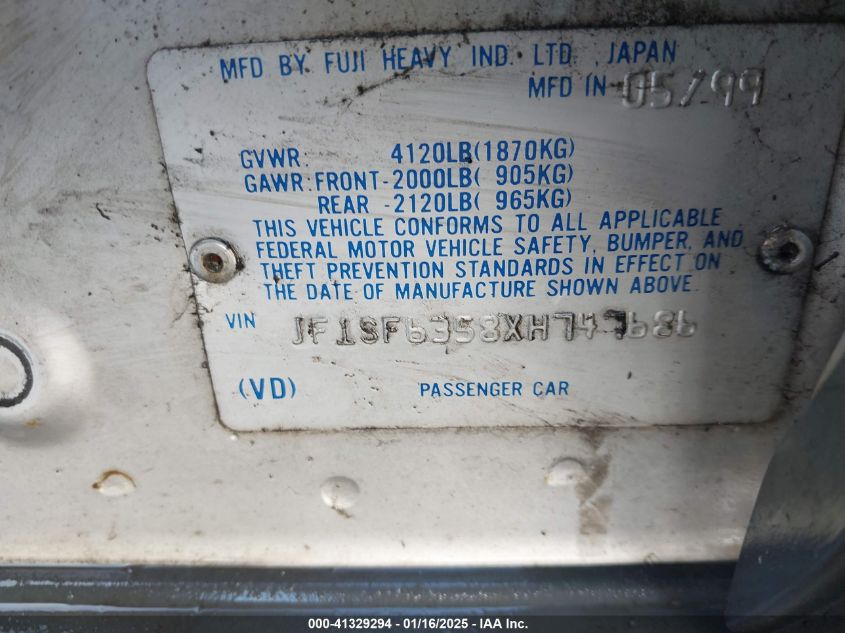 MFD BY FUJI HEAVY IND. LTD., JAPAN
MFD IN 05/99
GVWR. 4120LB(1870KG)
GAWR:FRONT-2000LB( 905KG)
REAR -2120LB( 965KG)
THIS VEHICLE CONFORMS TO ALL APPLICABLE
FEDERAL MOTOR VEHICLE SAFETY, BUMPER, AND
THEFT PREVENTION STANDARDS IN EFFECT ON
THE DATE OF MANUFACTURE SHOWN ABOVE.
VIN JF1SF6358XH747686
(VD) PASSENGER CAR
000-41329294 - 01/16/2025 - IAA Inc.